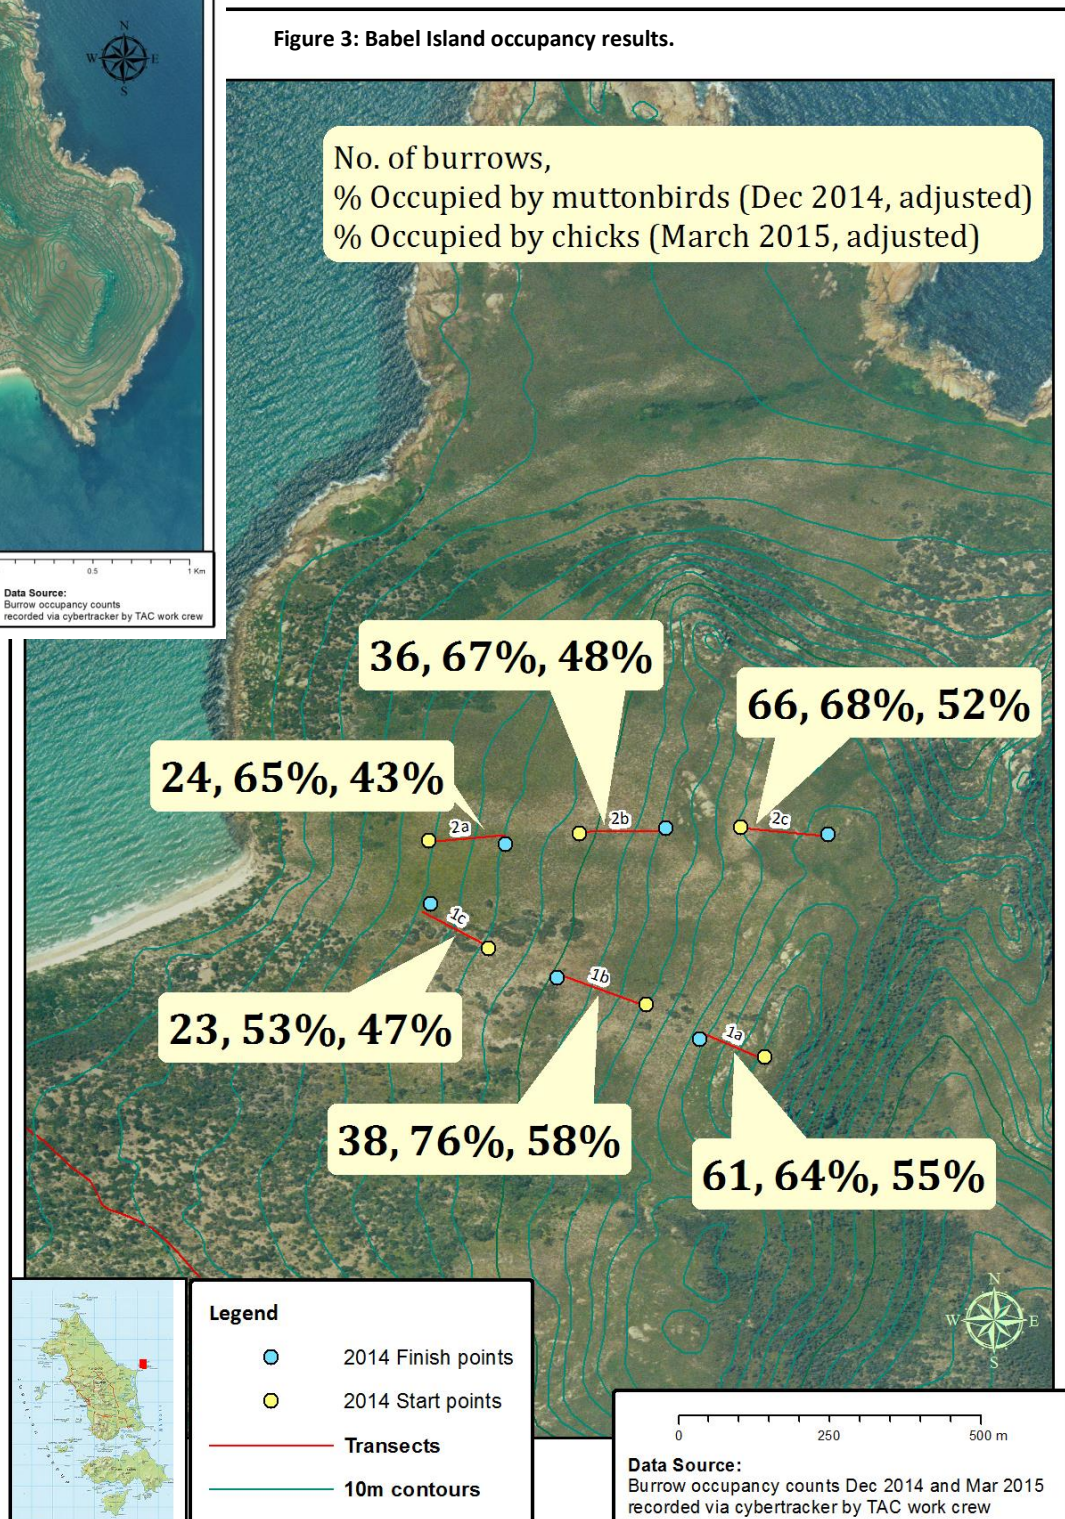 Figure 3: Babel Island occupancy results.
N
W E
S
No. of burrows,
% Occupied by muttonbirds (Dec 2014, adjusted)
% Occupied by chicks (March 2015, adjusted)
0.5
1 Km
Data Source:
Burrow occupancy counts
recorded via cybertracker by TAC work crew
36, 67%, 48%
66, 68%, 52%
24, 65%, 43%
2a
2b
2c
1c
1b
1a
23, 53%, 47%
38, 76%, 58%
61, 64%, 55%
N
W E
S
Legend
2014 Finish points
2014 Start points
Transects
10m contours
0 250 500 m
Data Source:
Burrow occupancy counts Dec 2014 and Mar 2015
recorded via cybertracker by TAC work crew